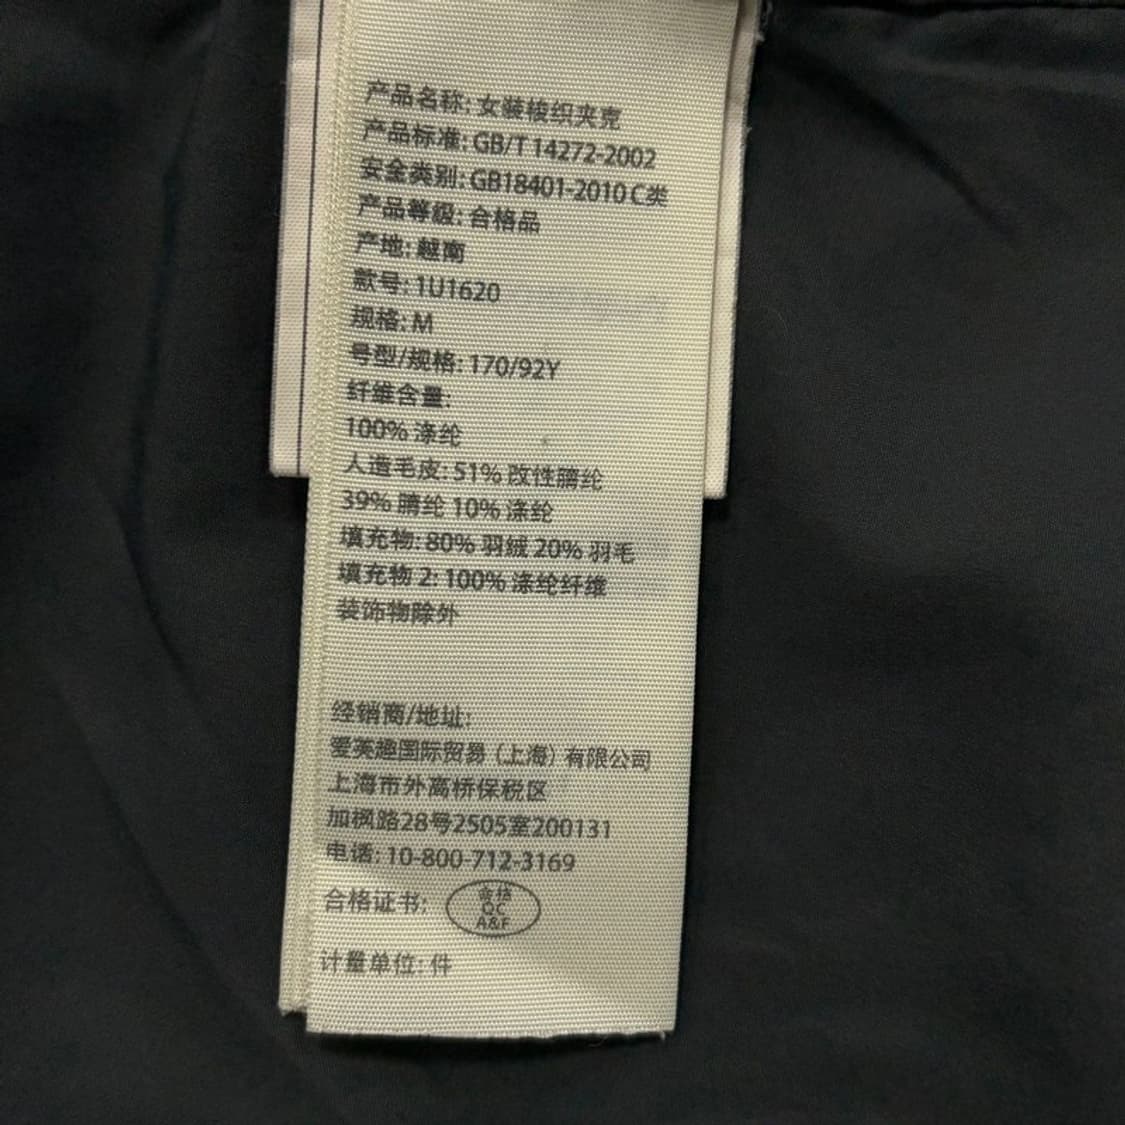 产品名称: 女装梭织夹克
产品标准: GB/T 14272-2002
安全类别: GB18401-2010 C类
产品等级: 合格品
产地: 越南
款号: 1U1620
规格: M
号型/规格: 170/92Y
纤维含量:
100% 涤纶
人造毛皮: 51% 改性腈纶
39% 腈纶 10% 涤纶
填充物: 80% 羽绒 20% 羽毛
填充物 2: 100% 涤纶纤维
装饰物除外
经销商/地址:
爱芙趣国际贸易（上海）有限公司
上海市外高桥保税区
加枫路28号2505室200131
电话: 10-800-712-3169
合格证书:
合格
QC
A&F
计量单位: 件